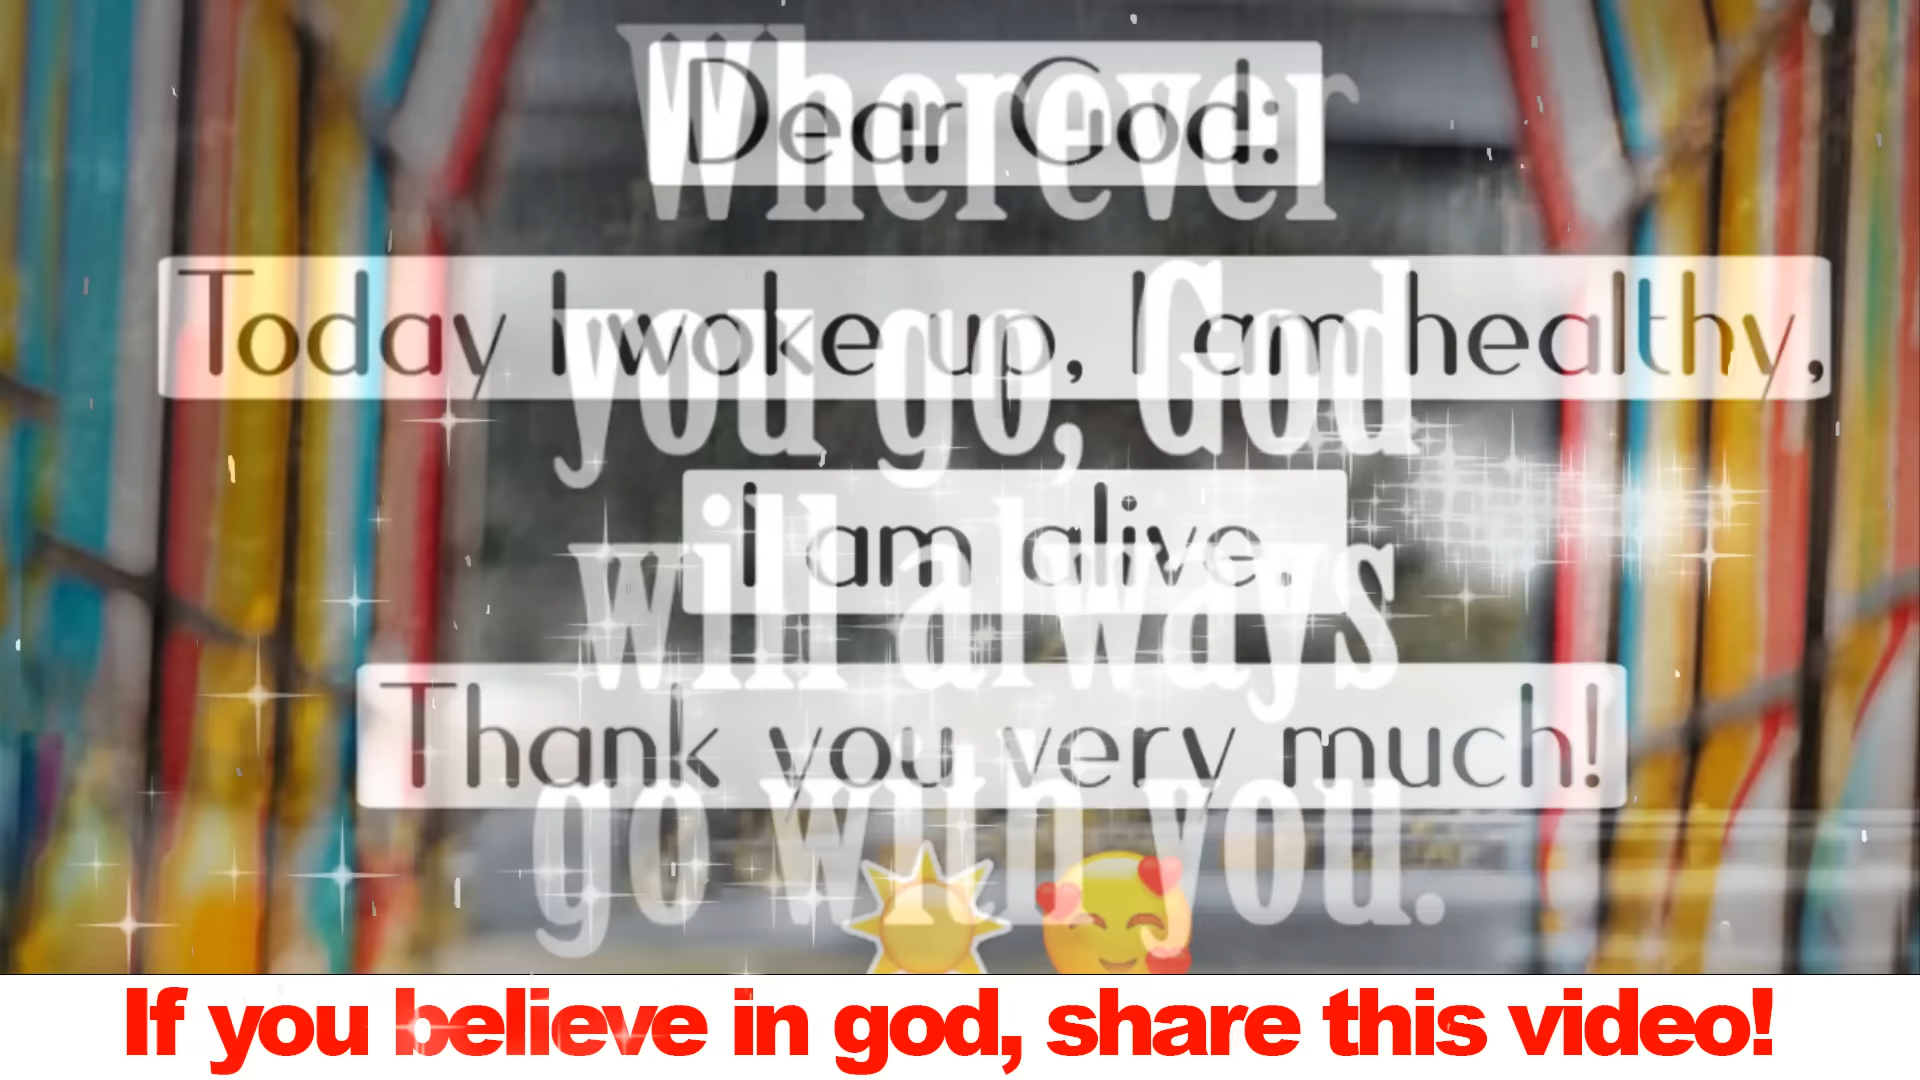 Dear God:
Today I woke up, I am healthy,
I am alive.
Thank you very much!
Wherever
you go, God
will always
go with you.
If you believe in god, share this video!